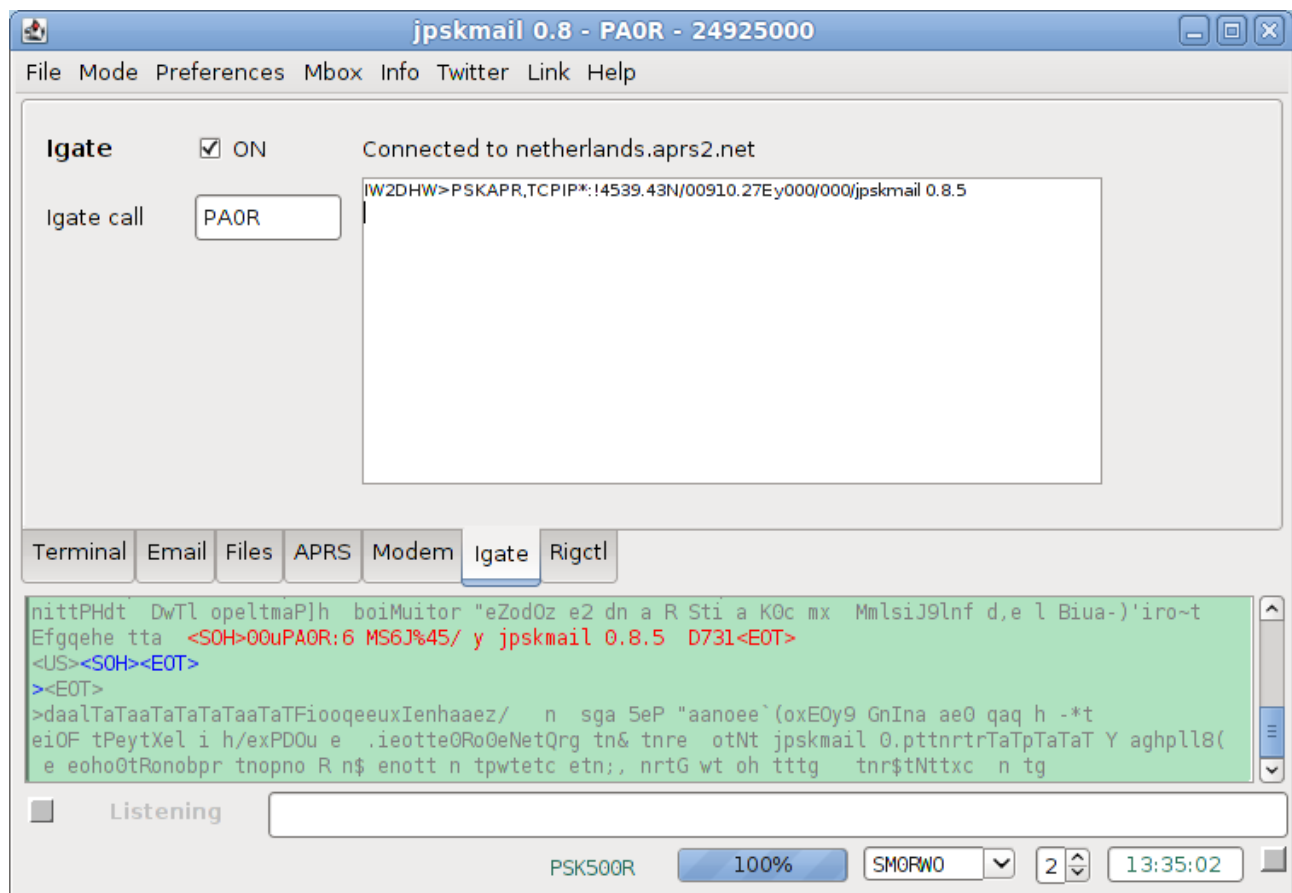 jpskmail 0.8 - PA0R - 24925000
File Mode Preferences Mbox Info Twitter Link Help
Igate ON Connected to netherlands.aprs2.net
IW2DHW>PSKAPR,TCPIP*:!4539.43N/00910.27Ey000/000/jpskmail 0.8.5
Igate call PA0R
Terminal Email Files APRS Modem Igate Rigctl
nittPHdt DwTl opeltmaP]h boiMuitor "eZodOz e2 dn a R Sti a K0c mx MmlsiJ9lnf d,e l Biua-)'iro~t
Efgqehe tta <SOH>00uPA0R:6 MS6J%45/ y jpskmail 0.8.5 D731<EOT>
<US><SOH><EOT>
><EOT>
>daalTaTaaTaTaTaTaaTaTFiooqeeuxIenhaaez/ n sga 5eP "aanoee`(oxEOy9 GnIna ae0 qaq h -*t
eiOF tPeytXel i h/exPDOu e .ieotte0Ro0eNetQrg tn& tnre otNt jpskmail 0.pttnrtrTaTpTaTaT Y aghpll8(
e eoho0tRonobpr tnopno R n$ enott n tpwtetc etn;, nrtG wt oh tttg tnr$tNttxc n tg
Listening
PSK500R 100% SM0RWO 2 13:35:02